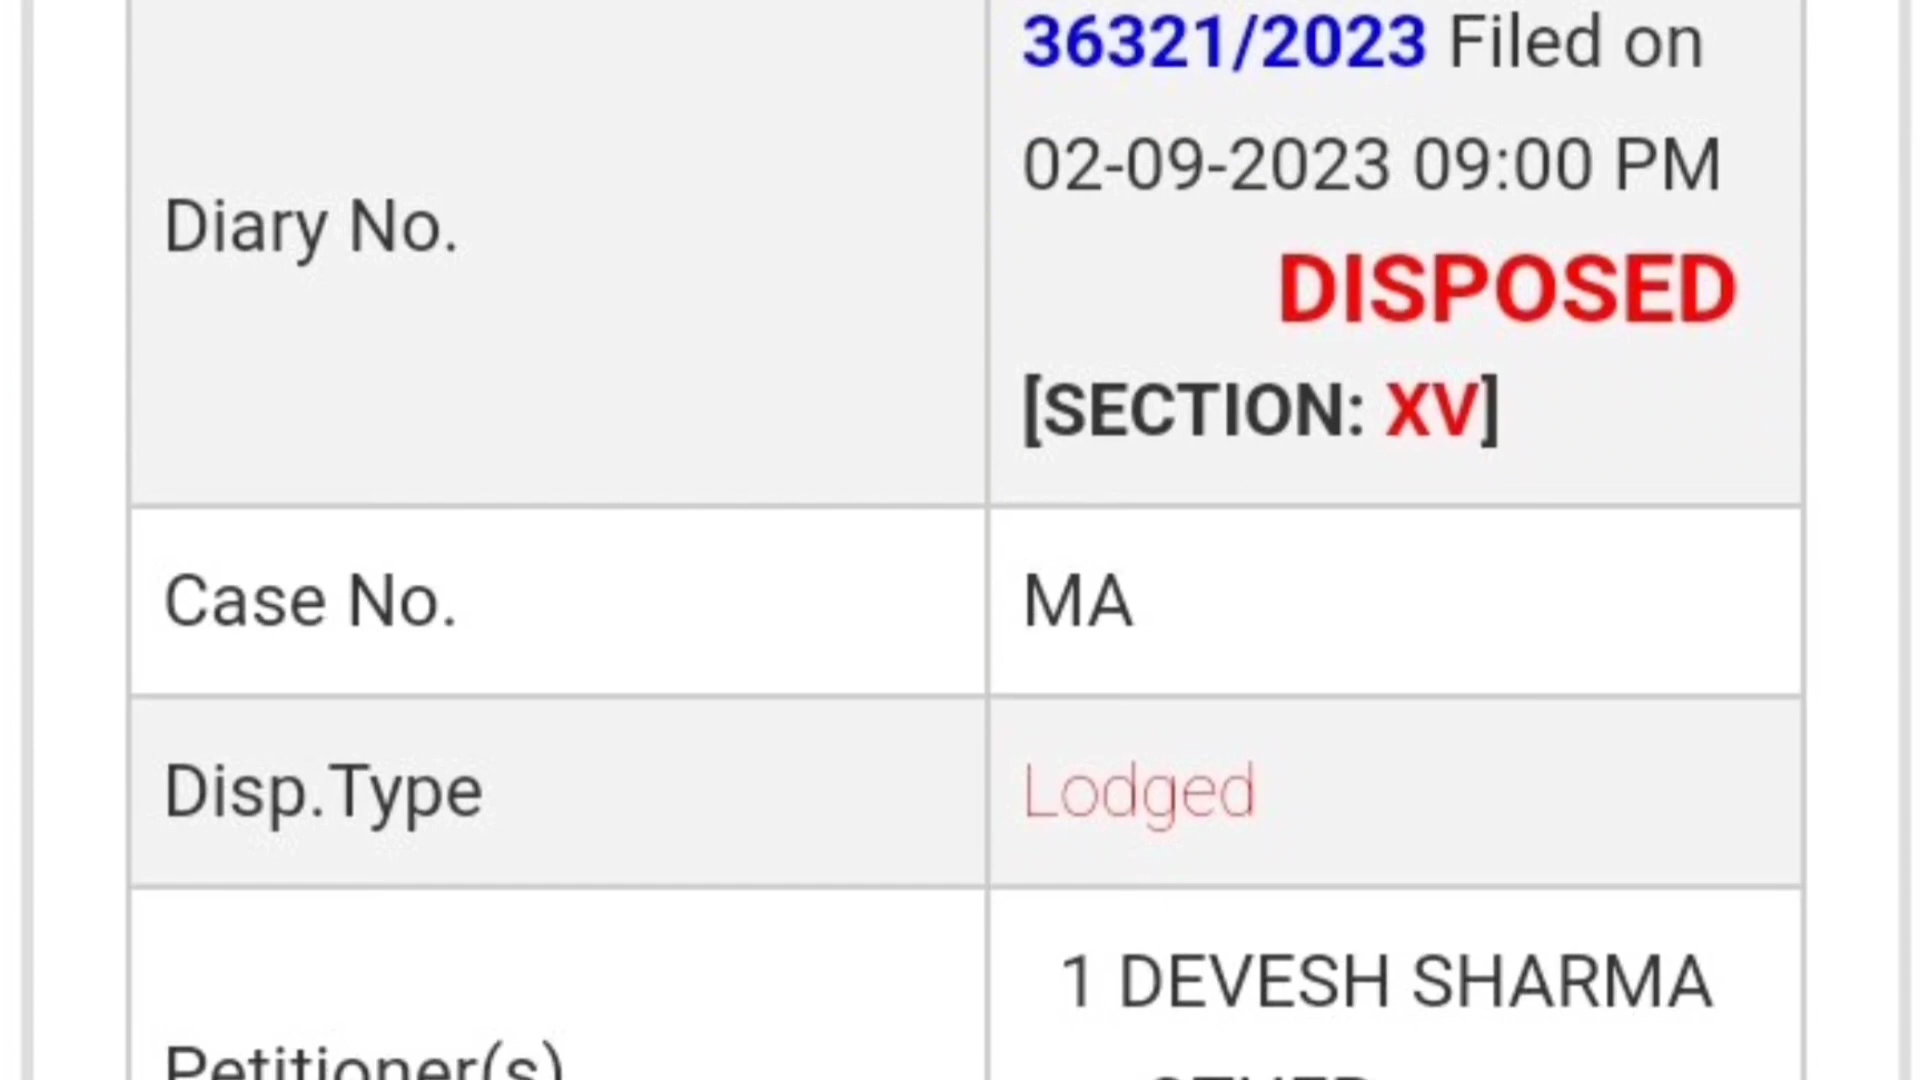 36321/2023 Filed on
02-09-2023 09:00 PM
Diary No.
DISPOSED
[SECTION: XV]
Case No. MA
Disp.Type Lodged
1 DEVESH SHARMA
Petitioner(s)